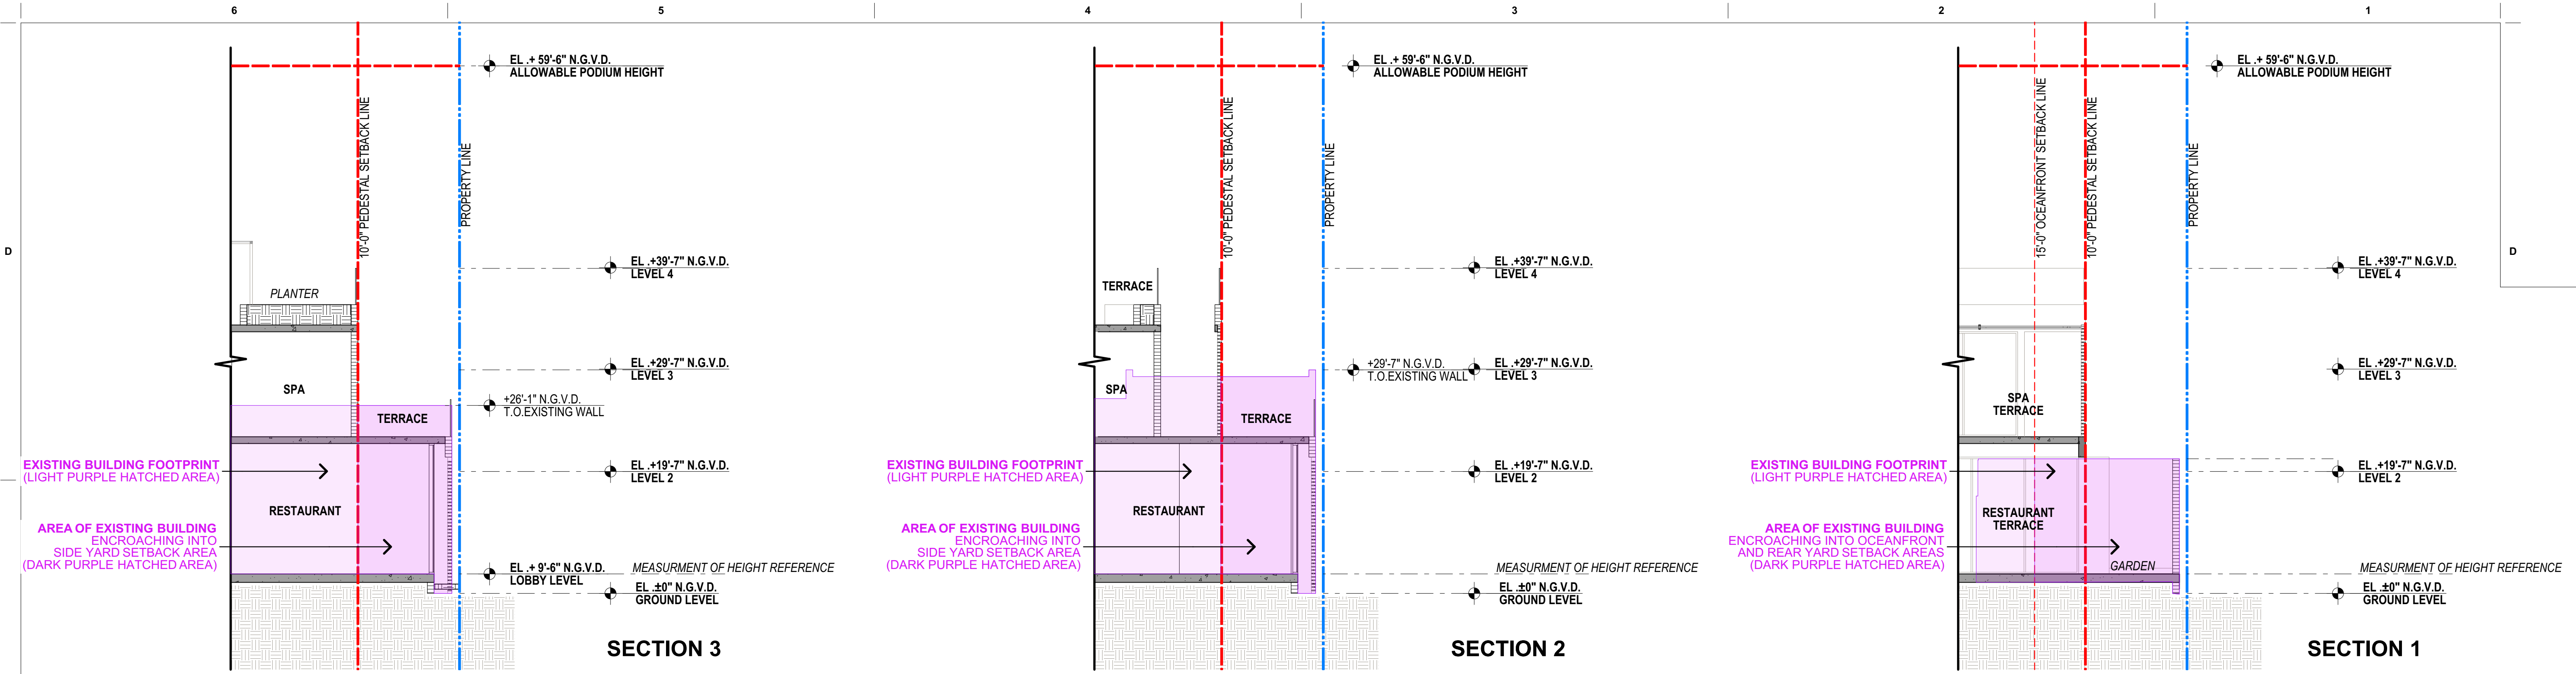 6
5
4
3
2
1
D
EL .+ 59'-6" N.G.V.D.
ALLOWABLE PODIUM HEIGHT
10'-0" PEDESTAL SETBACK LINE
PROPERTY LINE
EL .+39'-7" N.G.V.D.
LEVEL 4
PLANTER
EL .+29'-7" N.G.V.D.
LEVEL 3
SPA
+26'-1" N.G.V.D.
T.O.EXISTING WALL
TERRACE
EXISTING BUILDING FOOTPRINT
(LIGHT PURPLE HATCHED AREA)
EL .+19'-7" N.G.V.D.
LEVEL 2
RESTAURANT
AREA OF EXISTING BUILDING
ENCROACHING INTO
SIDE YARD SETBACK AREA
(DARK PURPLE HATCHED AREA)
EL .+ 9'-6" N.G.V.D.
LOBBY LEVEL
MEASURMENT OF HEIGHT REFERENCE
EL .±0" N.G.V.D.
GROUND LEVEL
SECTION 3
EL .+ 59'-6" N.G.V.D.
ALLOWABLE PODIUM HEIGHT
10'-0" PEDESTAL SETBACK LINE
PROPERTY LINE
EL .+39'-7" N.G.V.D.
LEVEL 4
TERRACE
+29'-7" N.G.V.D.
T.O.EXISTING WALL
EL .+29'-7" N.G.V.D.
LEVEL 3
SPA
TERRACE
EXISTING BUILDING FOOTPRINT
(LIGHT PURPLE HATCHED AREA)
EL .+19'-7" N.G.V.D.
LEVEL 2
RESTAURANT
AREA OF EXISTING BUILDING
ENCROACHING INTO
SIDE YARD SETBACK AREA
(DARK PURPLE HATCHED AREA)
MEASURMENT OF HEIGHT REFERENCE
EL .±0" N.G.V.D.
GROUND LEVEL
SECTION 2
EL .+ 59'-6" N.G.V.D.
ALLOWABLE PODIUM HEIGHT
15'-0" OCEANFRONT SETBACK LINE
10'-0" PEDESTAL SETBACK LINE
PROPERTY LINE
EL .+39'-7" N.G.V.D.
LEVEL 4
EL .+29'-7" N.G.V.D.
LEVEL 3
SPA
TERRACE
EXISTING BUILDING FOOTPRINT
(LIGHT PURPLE HATCHED AREA)
EL .+19'-7" N.G.V.D.
LEVEL 2
RESTAURANT
TERRACE
AREA OF EXISTING BUILDING
ENCROACHING INTO OCEANFRONT
AND REAR YARD SETBACK AREAS
(DARK PURPLE HATCHED AREA)
GARDEN
MEASURMENT OF HEIGHT REFERENCE
EL .±0" N.G.V.D.
GROUND LEVEL
SECTION 1
D